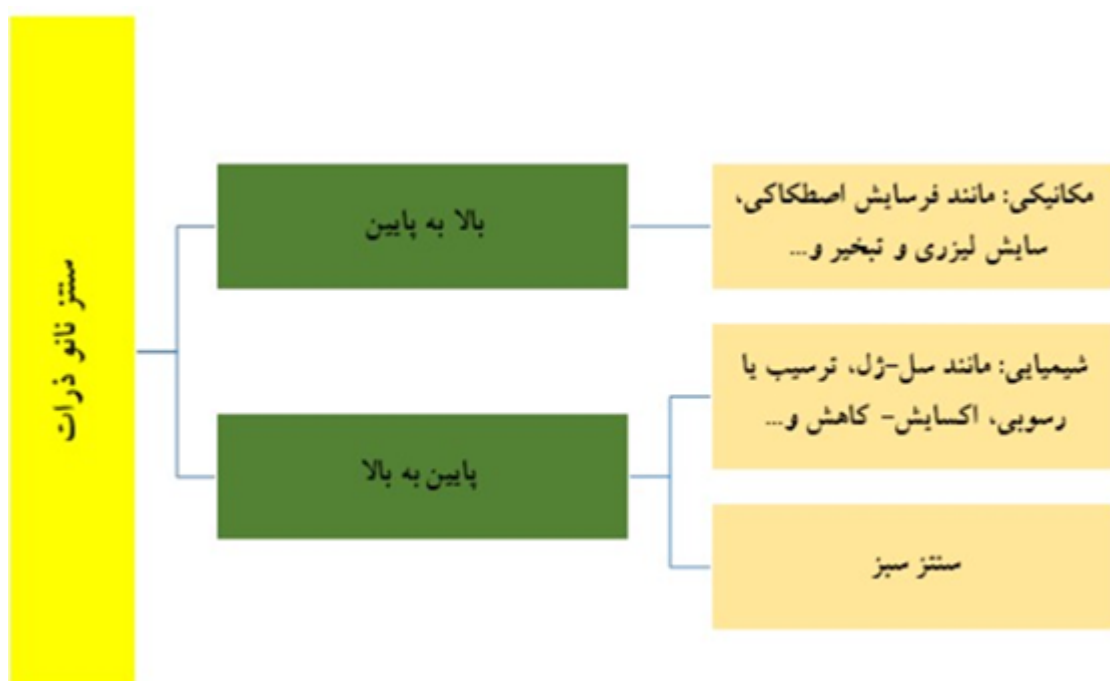 سنتز نانو ذرات
بالا به پایین
مکانیکی: مانند فرسایش اصطکاکی،
سایش لیزری و تبخیر و...
پایین به بالا
شیمیایی: مانند سل-ژل، ترسیب یا
رسوبی، اکسایش- کاهش و...
سنتز سبز